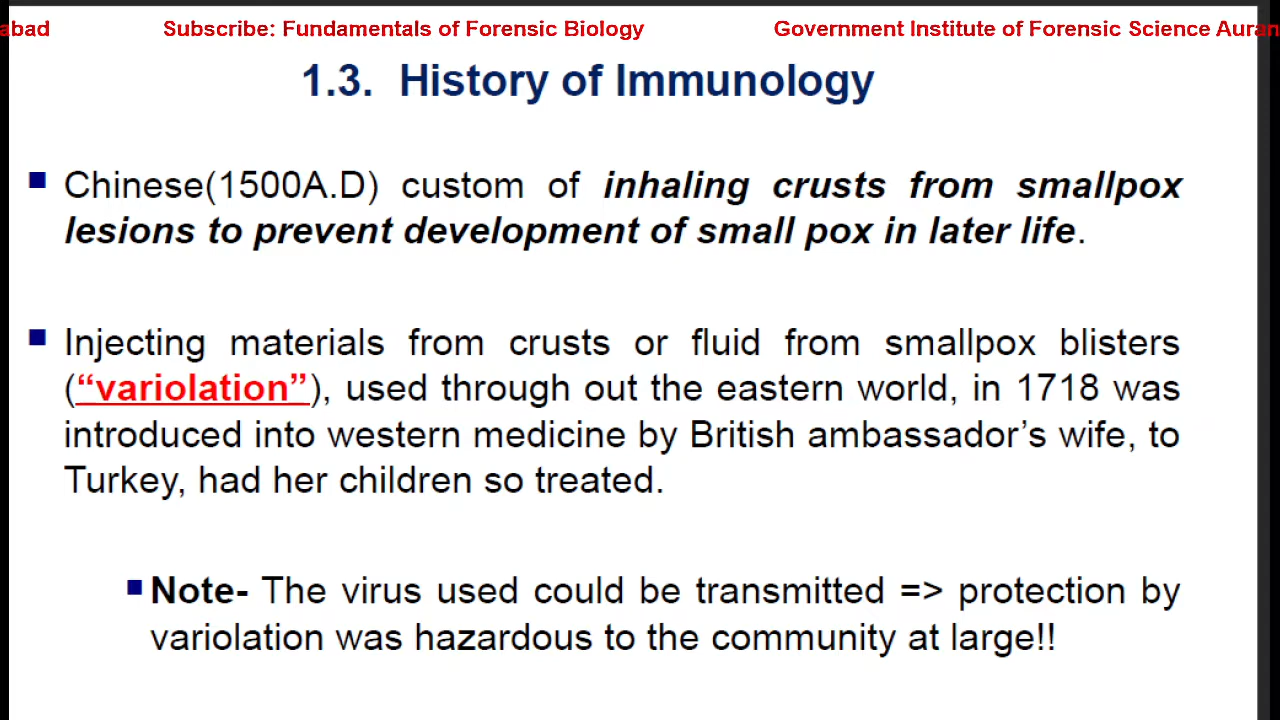 abad Subscribe: Fundamentals of Forensic Biology Government Institute of Forensic Science Auran
1.3. History of Immunology
Chinese(1500A.D) custom of inhaling crusts from smallpox
lesions to prevent development of small pox in later life.
Injecting materials from crusts or fluid from smallpox blisters
(“variolation”), used through out the eastern world, in 1718 was
introduced into western medicine by British ambassador’s wife, to
Turkey, had her children so treated.
Note- The virus used could be transmitted => protection by
variolation was hazardous to the community at large!!